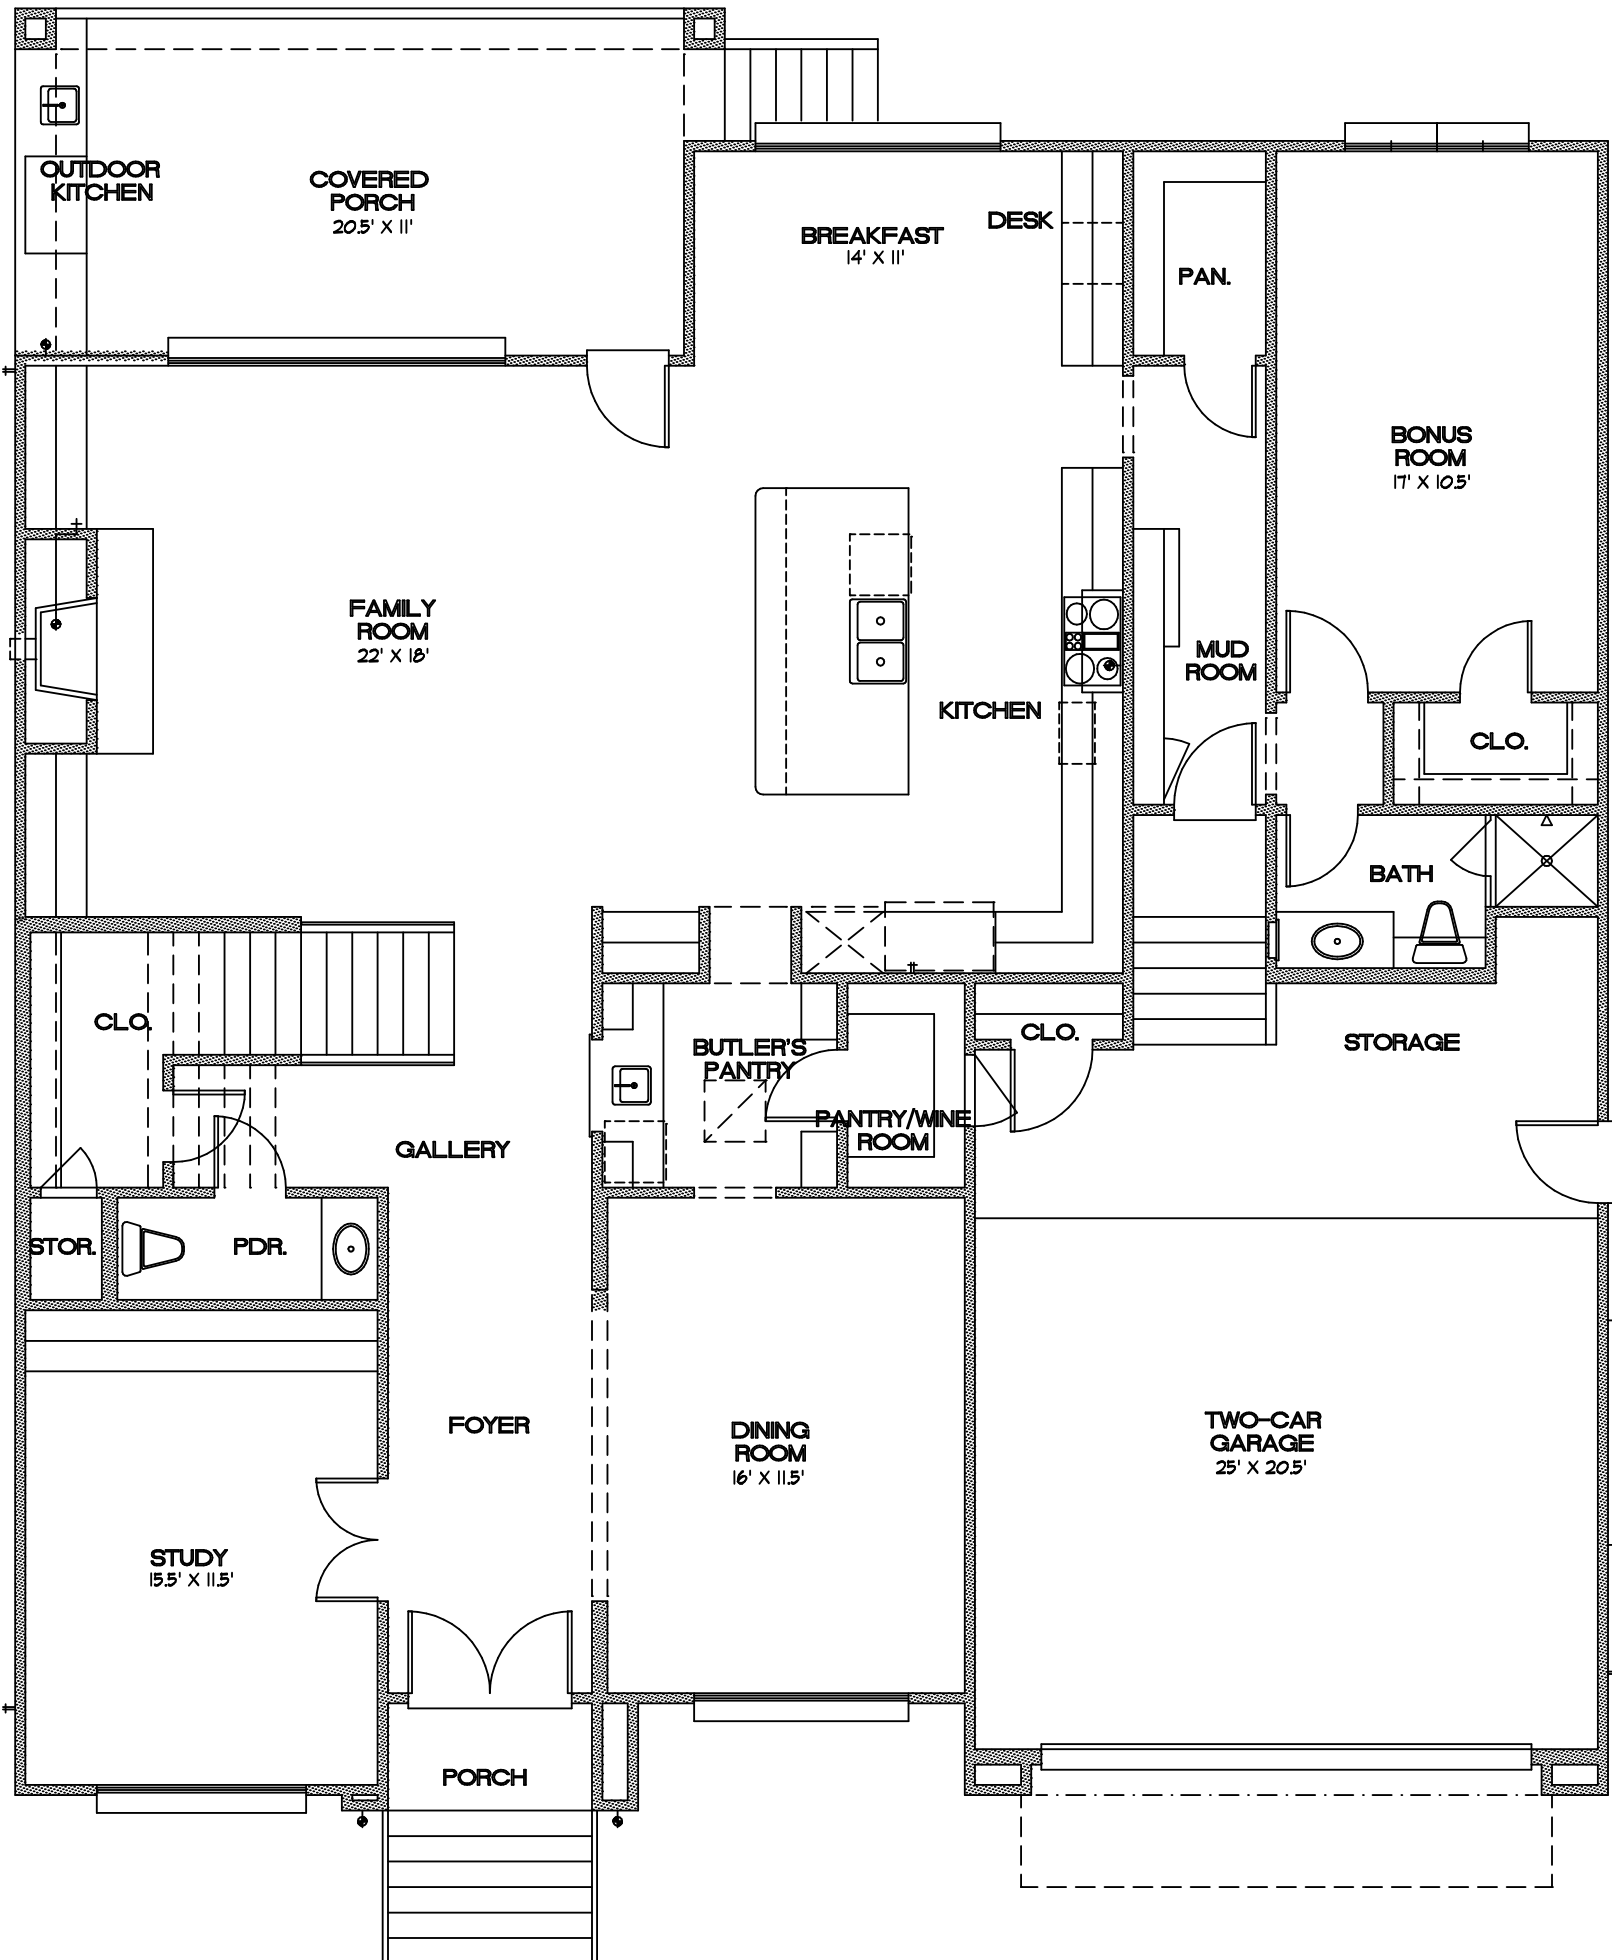 OUTDOOR
KITCHEN
COVERED
PORCH
20.5' X 11'
BREAKFAST
14' X 11'
DESK
PAN.
BONUS
ROOM
17' X 10.5'
FAMILY
ROOM
22' X 18'
KITCHEN
MUD
ROOM
CLO.
BATH
CLO.
BUTLER'S
PANTRY
CLO.
STORAGE
GALLERY
PANTRY/WINE
ROOM
STOR.
PDR.
FOYER
DINING
ROOM
16' X 11.5'
TWO-CAR
GARAGE
25' X 20.5'
STUDY
15.5' X 11.5'
PORCH